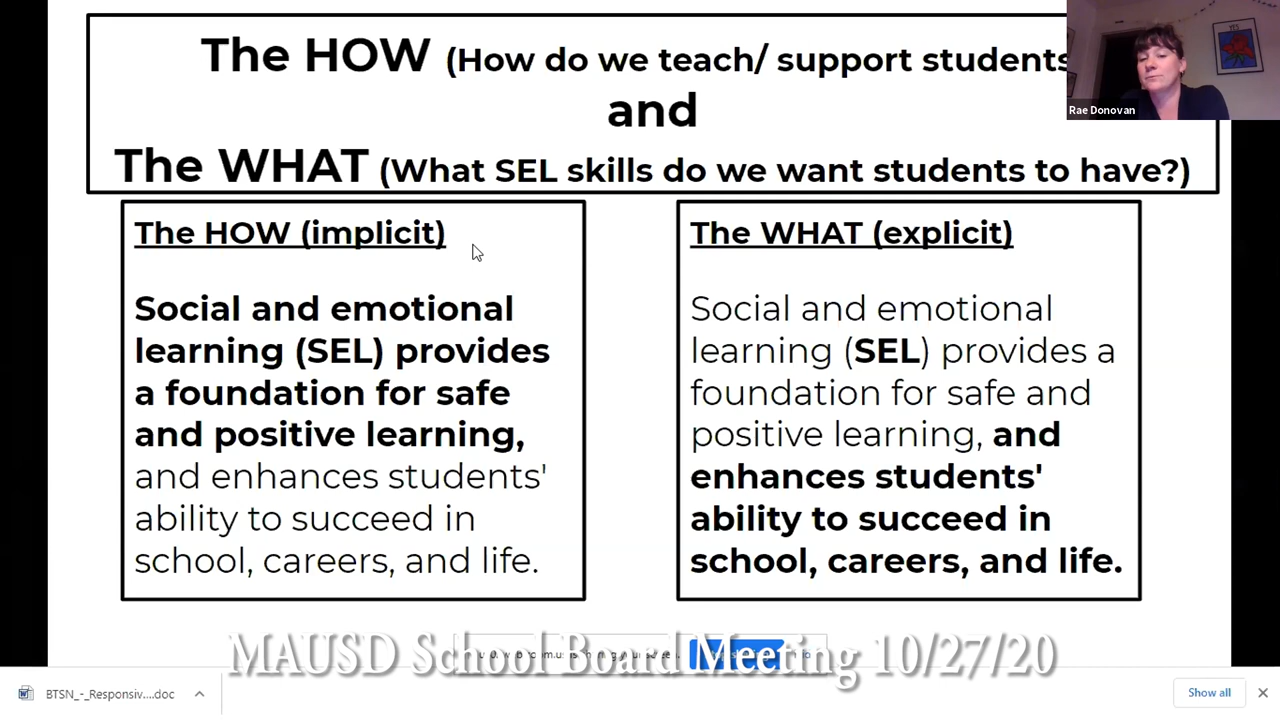 The HOW (How do we teach/ support students
and
The WHAT (What SEL skills do we want students to have?)
Rae Donovan
The HOW (implicit)
Social and emotional
learning (SEL) provides
a foundation for safe
and positive learning,
and enhances students'
ability to succeed in
school, careers, and life.
The WHAT (explicit)
Social and emotional
learning (SEL) provides a
foundation for safe and
positive learning, and
enhances students'
ability to succeed in
school, careers, and life.
MAUSD School Board Meeting 10/27/20
BTSN_-_Responsiv....doc
Show all